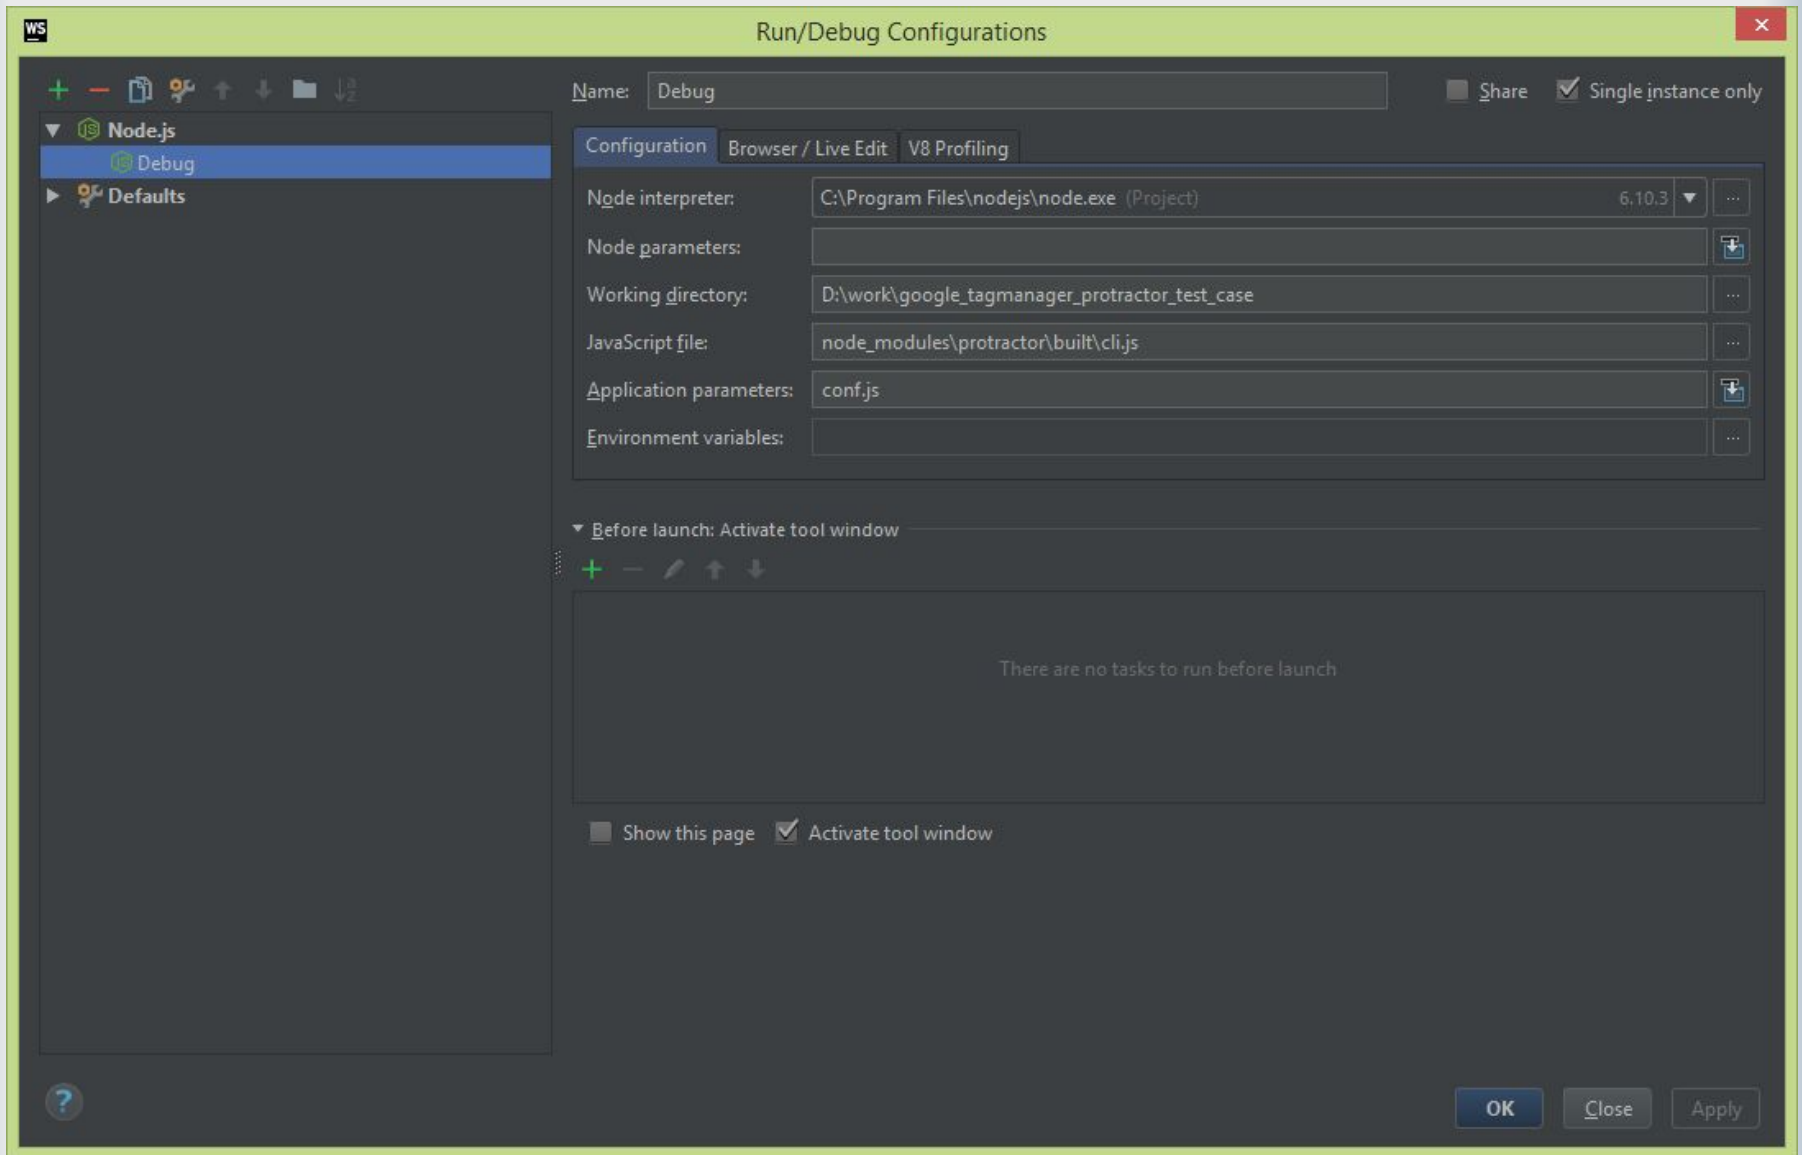 WS Run/Debug Configurations
Name: Debug Share Single instance only
Node.js
Debug
Defaults
Configuration Browser / Live Edit V8 Profiling
Node interpreter: C:\Program Files\nodejs\node.exe (Project) 6.10.3 ...
Node parameters:
Working directory: D:\work\google_tagmanager_protractor_test_case ...
JavaScript file: node_modules\protractor\built\cli.js ...
Application parameters: conf.js
Environment variables: ...
Before launch: Activate tool window
There are no tasks to run before launch
Show this page Activate tool window
? OK Close Apply